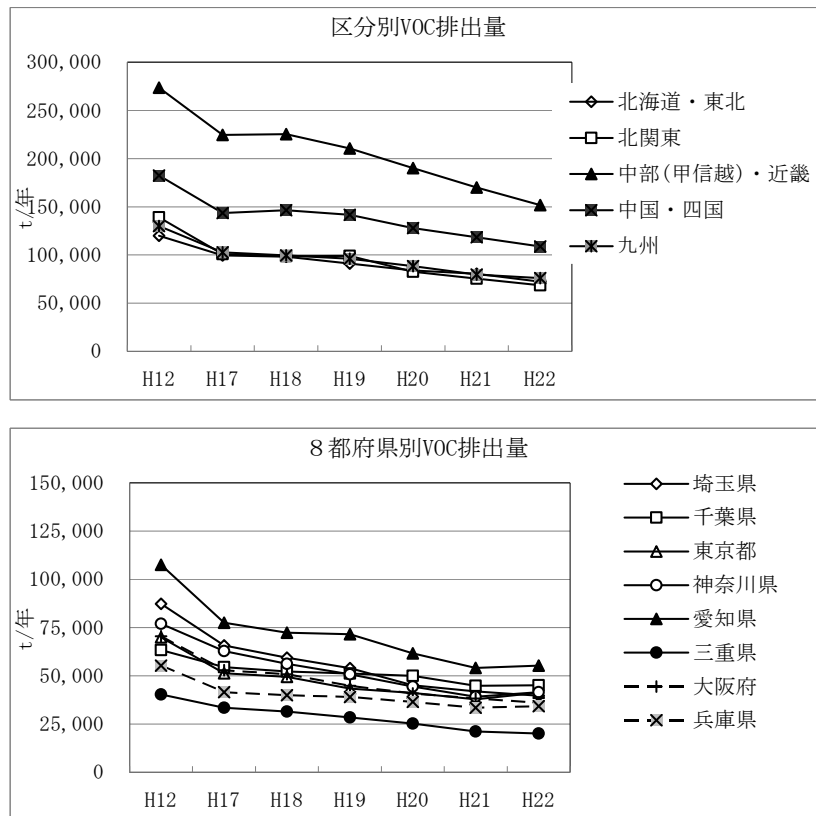 区分別VOC排出量
300,000
250,000
200,000
150,000
100,000
50,000
0
t/年
H12 H17 H18 H19 H20 H21 H22
北海道・東北
北関東
中部(甲信越)・近畿
中国・四国
九州
８都府県別VOC排出量
150,000
125,000
100,000
75,000
50,000
25,000
0
t/年
H12 H17 H18 H19 H20 H21 H22
埼玉県
千葉県
東京都
神奈川県
愛知県
三重県
大阪府
兵庫県